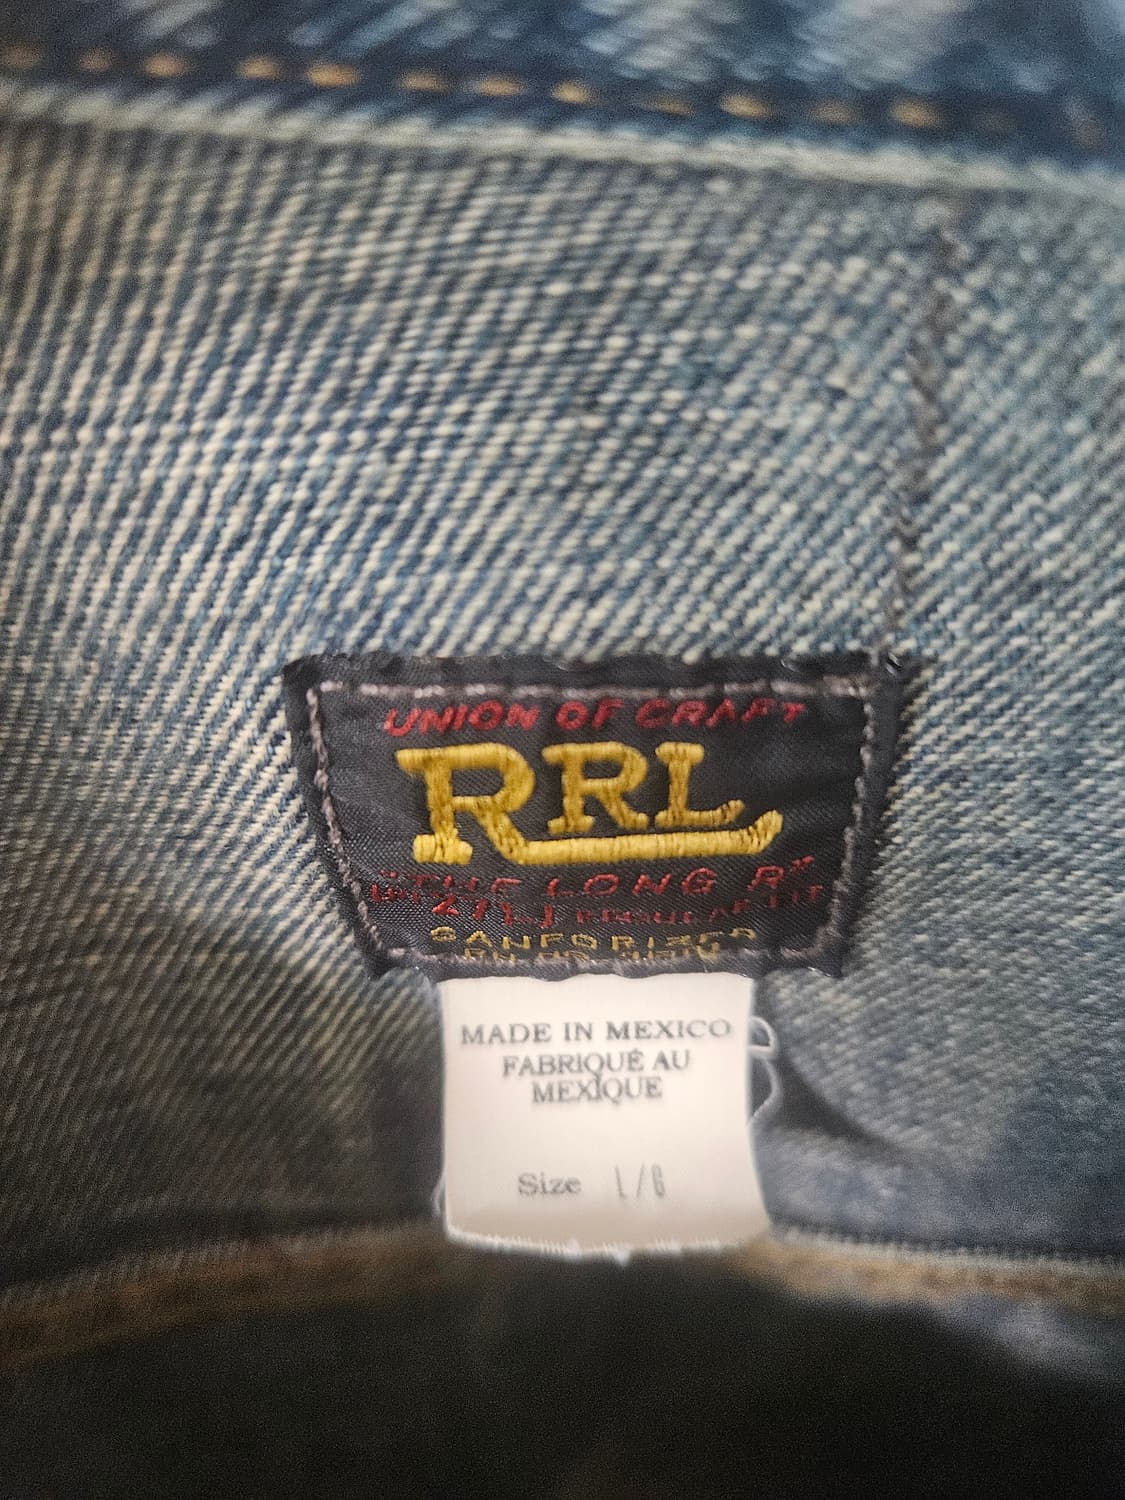 UNION OF CRAFT
RRL
"THE LONG R"
SANFORIZED
MADE IN MEXICO
FABRIQUÉ AU
MEXIQUE
Size L/G